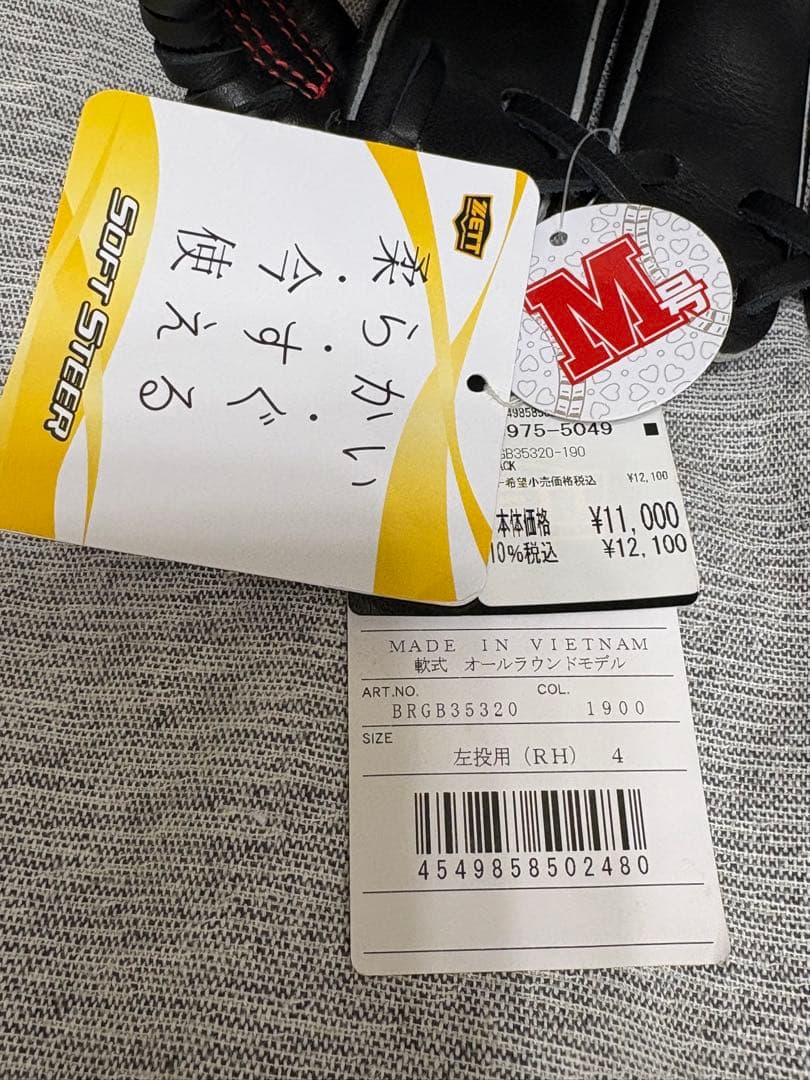 ZETT
柔らかい
今・すぐ
使える
SOFT STEER
M号
975-5049
GB35320-190
ACK
希望小売価格税込 ¥12,100
本体価格 ¥11,000
10%税込 ¥12,100
MADE IN VIETNAM
軟式 オールラウンドモデル
ART.NO. COL.
BRGB35320 1900
SIZE
左投用(RH) 4
4549858502480